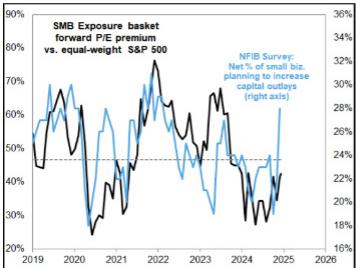 90%
80%
70%
60%
50%
40%
30%
20%
SMB Exposure basket
forward P/E premium
vs. equal-weight S&P 500
NFIB Survey:
Net % of small biz.
planning to increase
capital outlays
(right axis)
36%
34%
32%
30%
28%
26%
24%
22%
20%
18%
16%
2019 2020 2021 2022 2023 2024 2025